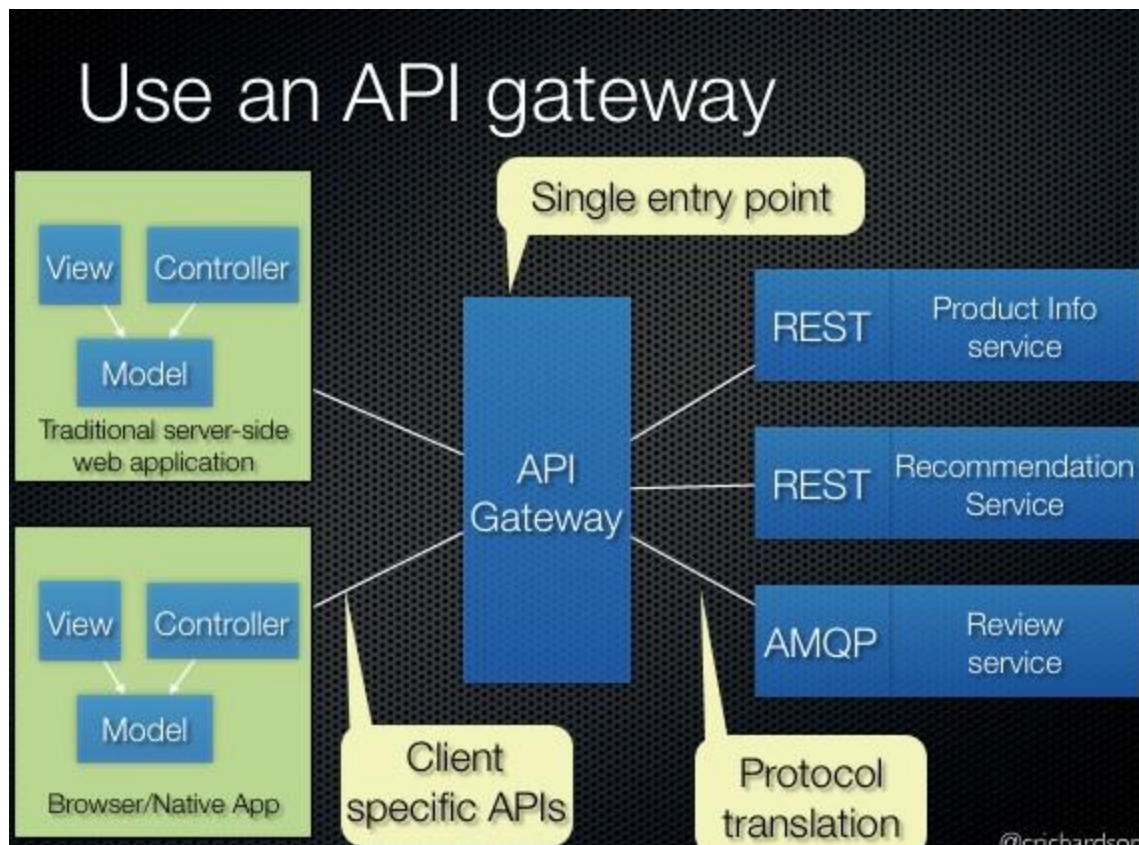 Use an API gateway
Single entry point
View
Controller
Model
Traditional server-side
web application
View
Controller
Model
Browser/Native App
API
Gateway
Client
specific APIs
Protocol
translation
REST
Product Info
service
REST
Recommendation
Service
AMQP
Review
service
@crichardson